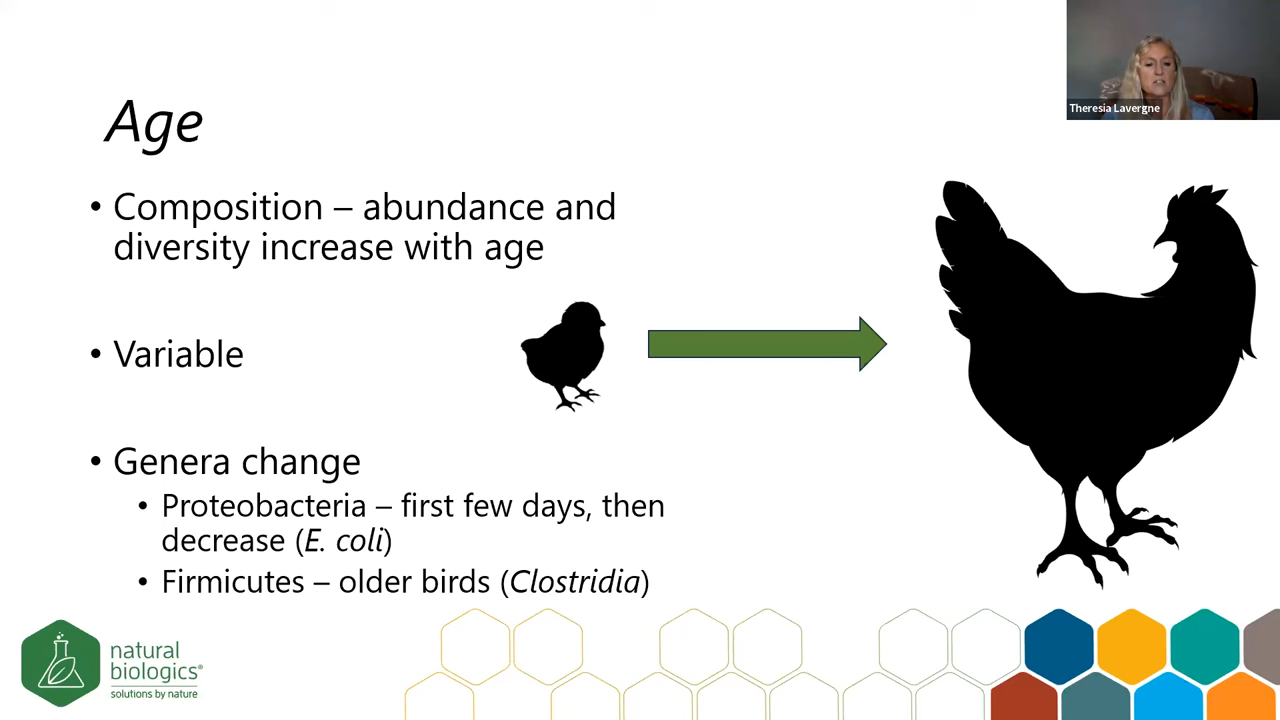 Theresia Lavergne
Age
• Composition – abundance and
diversity increase with age
• Variable
• Genera change
• Proteobacteria – first few days, then
decrease (E. coli)
• Firmicutes – older birds (Clostridia)
natural
biologics®
solutions by nature